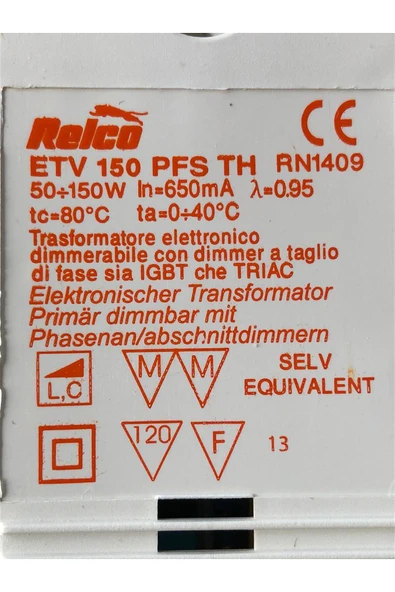 Relco
ETV 150 PFS TH RN1409
50÷150W In=650mA λ=0.95
tc=80°C ta=0÷40°C
Trasformatore elettronico
dimmerabile con dimmer a taglio
di fase sia IGBT che TRIAC
Elektronischer Transformator
Primär dimmbar mit
Phasenan/abschnittdimmern
L,C M M SELV
EQUIVALENT
120 F 13